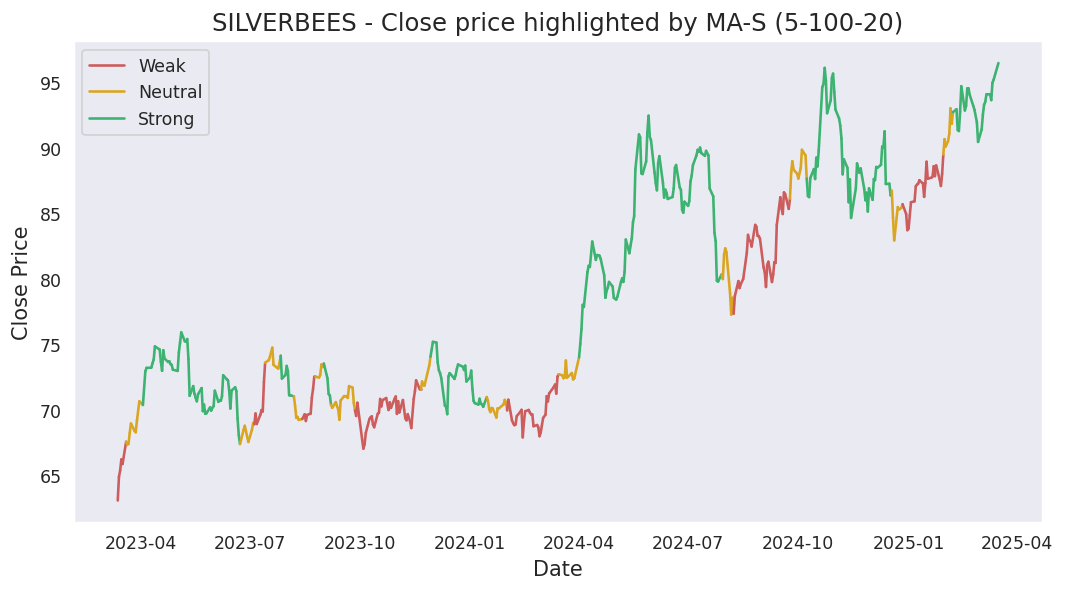 SILVERBEES - Close price highlighted by MA-S (5-100-20)
Weak
Neutral
Strong
Close Price
95
90
85
80
75
70
65
2023-04 2023-07 2023-10 2024-01 2024-04 2024-07 2024-10 2025-01 2025-04
Date